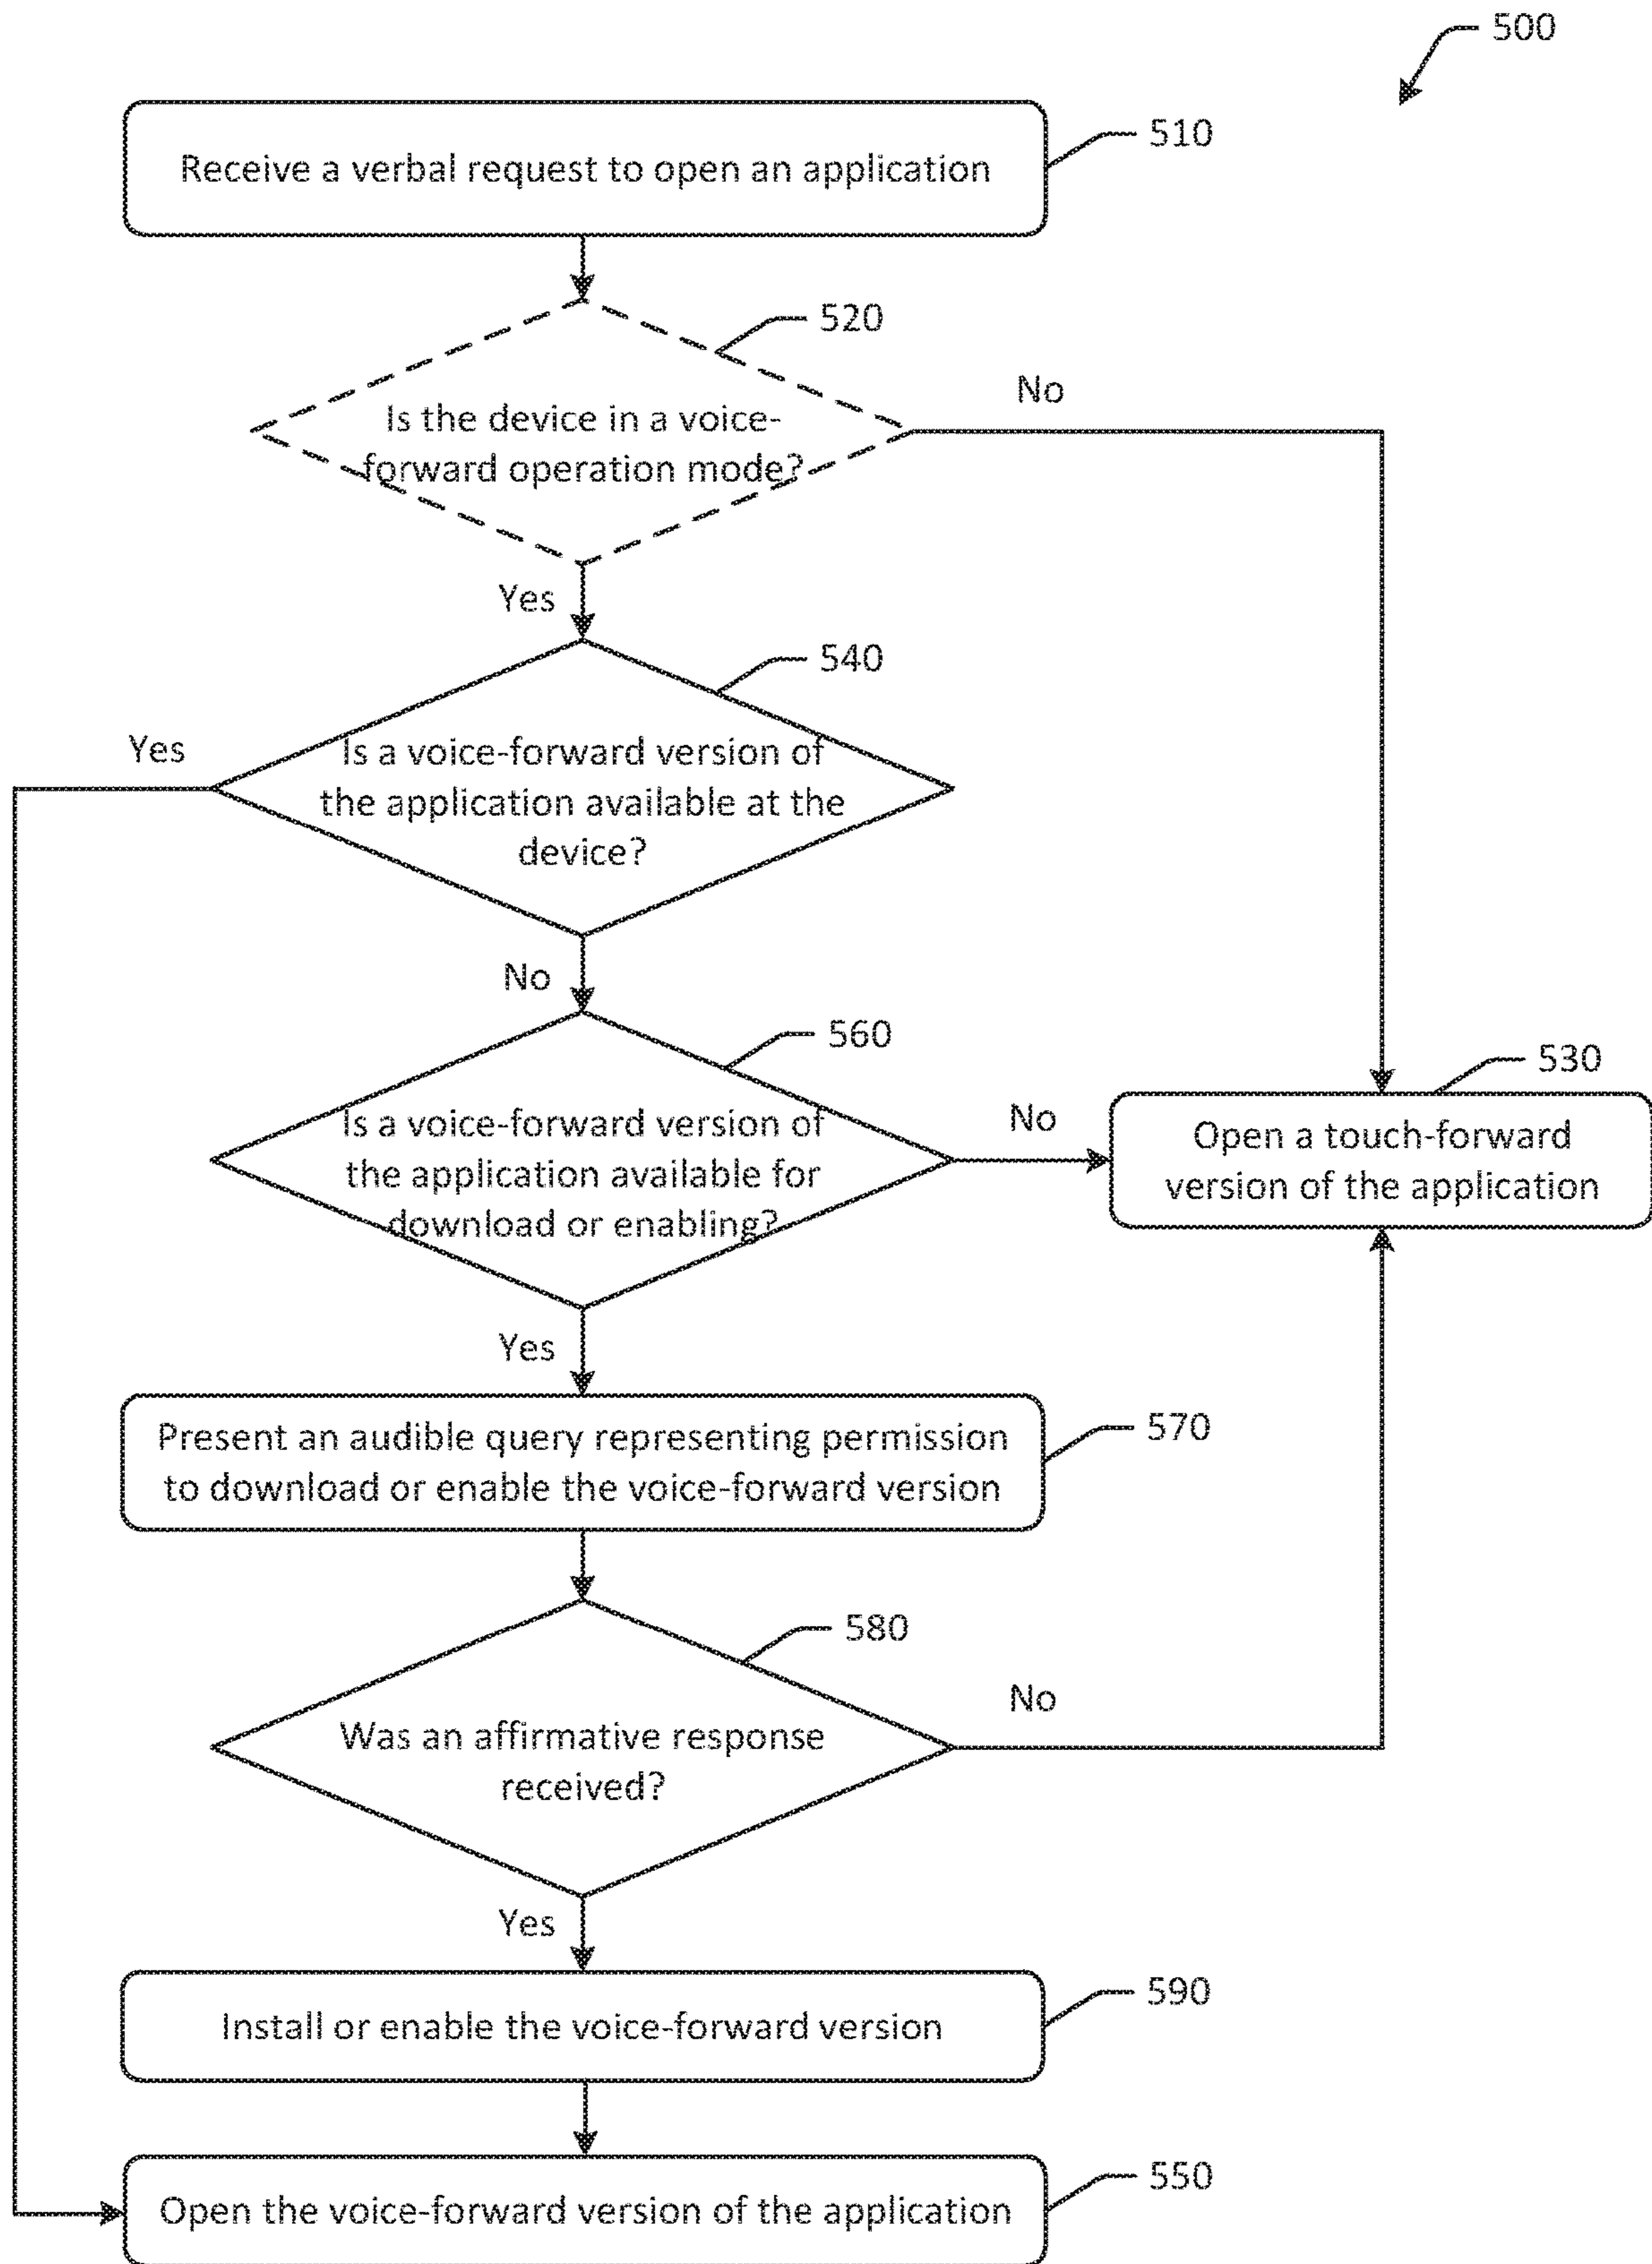 500
510
Receive a verbal request to open an application
520
No
Is the device in a voice-
forward operation mode?
Yes
540
Yes
Is a voice-forward version of
the application available at the
device?
No
560
530
No
Is a voice-forward version of
the application available for
download or enabling?
Open a touch-forward
version of the application
Yes
570
Present an audible query representing permission
to download or enable the voice-forward version
580
No
Was an affirmative response
received?
Yes
590
Install or enable the voice-forward version
550
Open the voice-forward version of the application